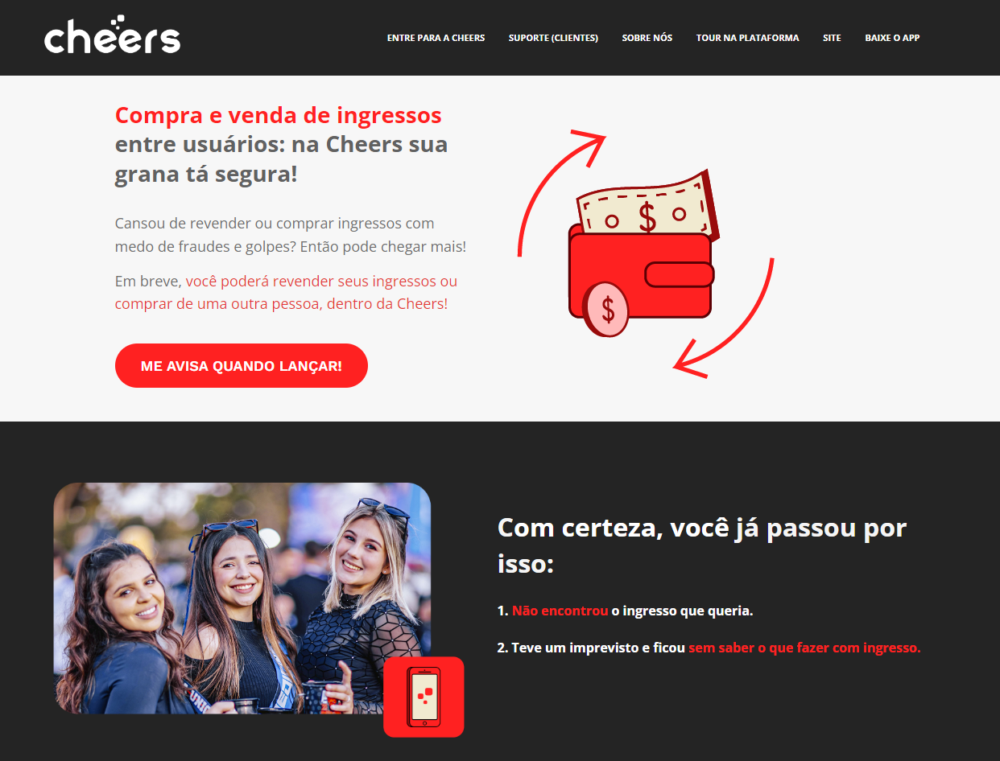 cheers
ENTRE PARA A CHEERS
SUPORTE (CLIENTES)
SOBRE NÓS
TOUR NA PLATAFORMA
SITE
BAIXE O APP
Compra e venda de ingressos
entre usuários: na Cheers sua
grana tá segura!
Cansou de revender ou comprar ingressos com
medo de fraudes e golpes? Então pode chegar mais!
Em breve, você poderá revender seus ingressos ou
comprar de uma outra pessoa, dentro da Cheers!
ME AVISA QUANDO LANÇAR!
$
$
Com certeza, você já passou por
isso:
1. Não encontrou o ingresso que queria.
2. Teve um imprevisto e ficou sem saber o que fazer com ingresso.